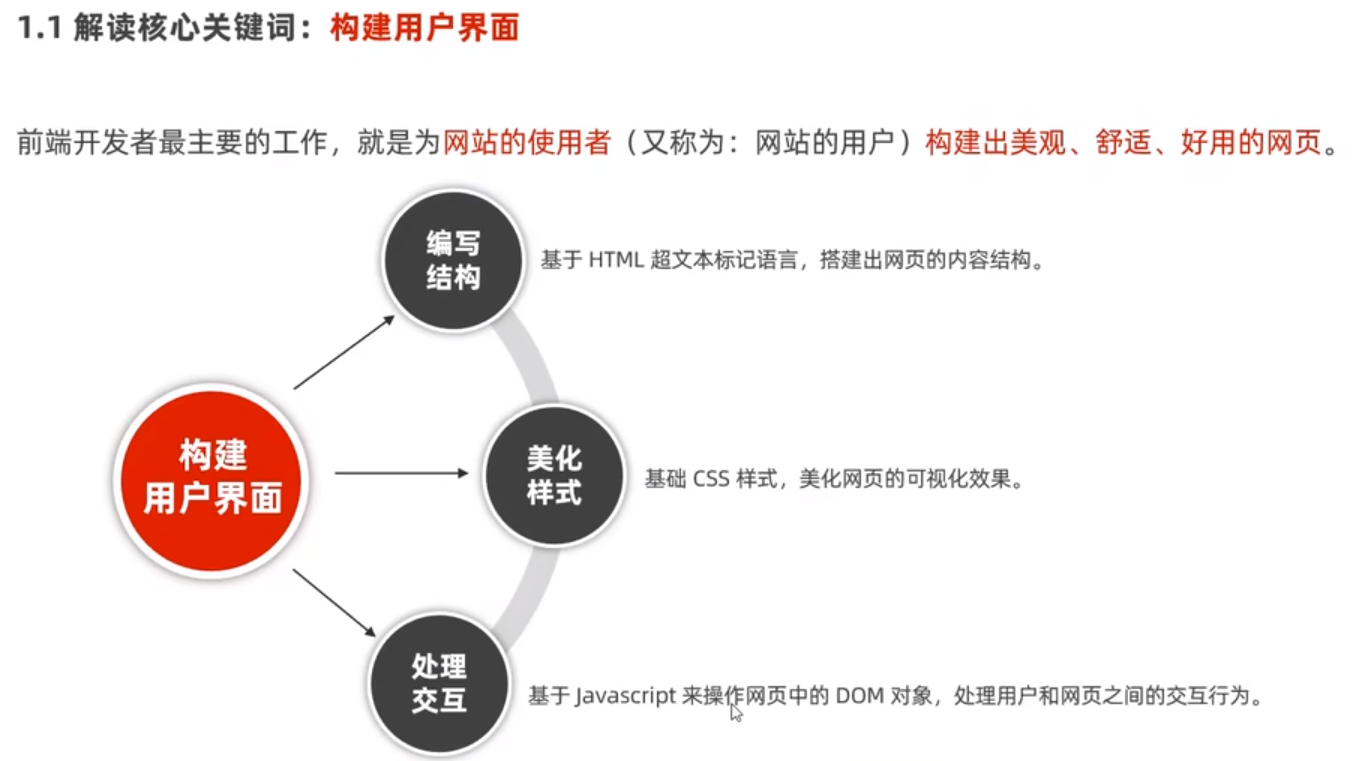 1.1 解读核心关键词：构建用户界面
前端开发者最主要的工作，就是为网站的使用者（又称为：网站的用户）构建出美观、舒适、好用的网页。
编写
结构
基于 HTML 超文本标记语言，搭建出网页的内容结构。
构建
用户界面
美化
样式
基础 CSS 样式，美化网页的可视化效果。
处理
交互
基于 Javascript 来操作网页中的 DOM 对象，处理用户和网页之间的交互行为。